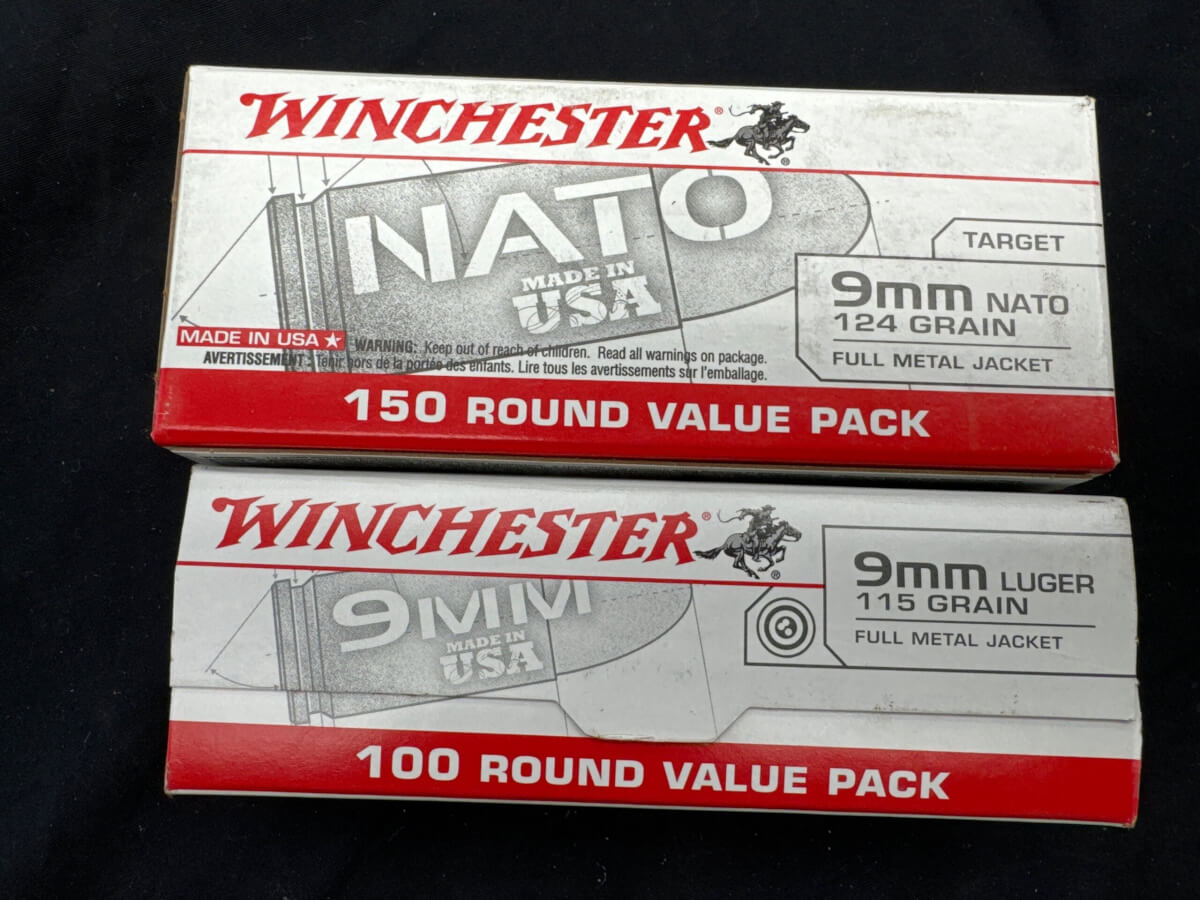 WINCHESTER®
®
NATO
MADE IN
USA
TARGET
9mm NATO
124 GRAIN
FULL METAL JACKET
MADE IN USA ★
WARNING: Keep out of reach of children. Read all warnings on package.
AVERTISSEMENT : Tenir hors de la portée des enfants. Lire tous les avertissements sur l'emballage.
150 ROUND VALUE PACK
WINCHESTER®
®
9MM
MADE IN
USA
9mm LUGER
115 GRAIN
FULL METAL JACKET
100 ROUND VALUE PACK